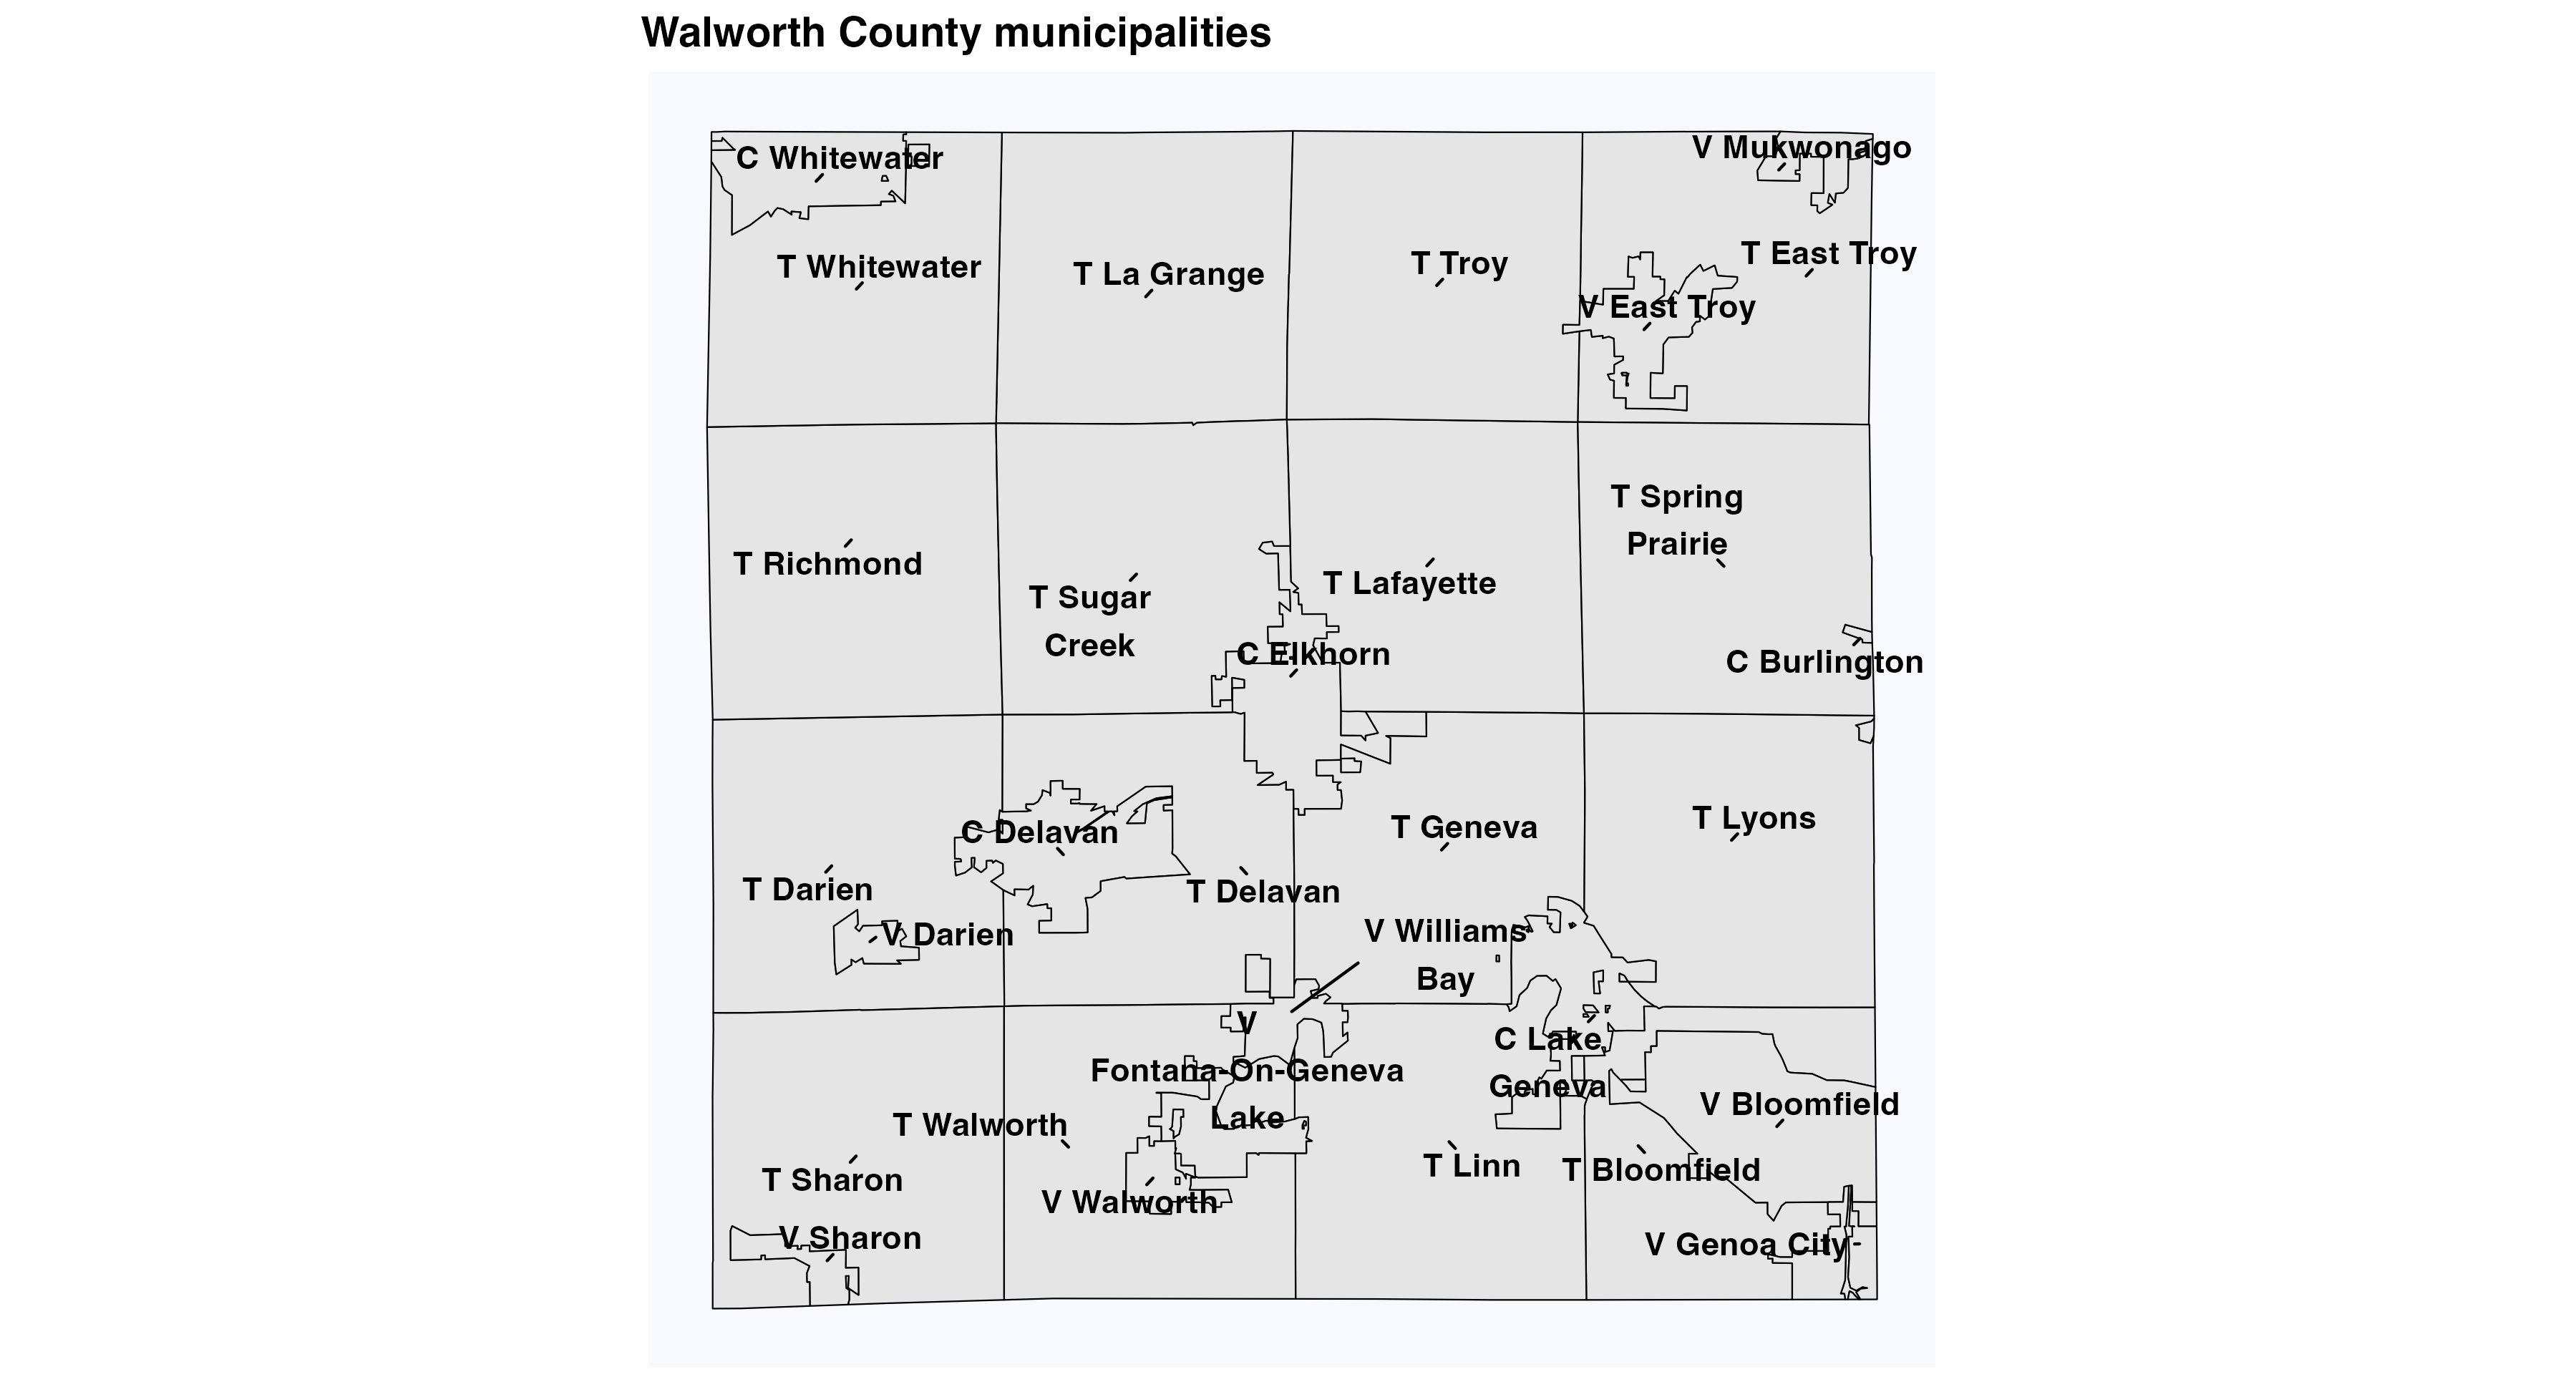 Walworth County municipalities
V Mukwonago
C Whitewater
T East Troy
T Troy
T Whitewater
T La Grange
V East Troy
T Spring
Prairie
T Richmond
T Lafayette
T Sugar
Creek
C Elkhorn
C Burlington
T Lyons
T Geneva
C Delavan
T Darien
T Delavan
V Williams
Bay
V Darien
V
Fontana-On-Geneva
Lake
C Lake
Geneva
V Bloomfield
T Walworth
T Linn
T Bloomfield
T Sharon
V Walworth
V Sharon
V Genoa City